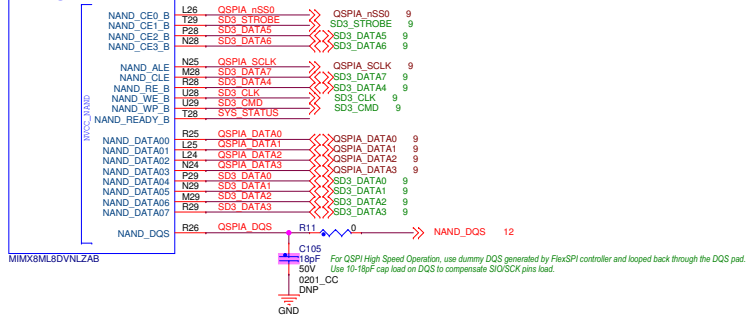 NAND_CE0_B L26 QSPIA_nSS0 QSPIA_nSS0 9
NAND_CE1_B T29 SD3_STROBE SD3_STROBE 9
NAND_CE2_B P28 SD3_DATA5 SD3_DATA5 9
NAND_CE3_B N28 SD3_DATA6 SD3_DATA6 9
NAND_ALE N25 QSPIA_SCLK QSPIA_SCLK 9
NAND_CLE M28 SD3_DATA7 SD3_DATA7 9
NAND_RE_B R28 SD3_DATA4 SD3_DATA4 9
NAND_WE_B U28 SD3_CLK SD3_CLK 9
NAND_WP_B U29 SD3_CMD SD3_CMD 9
NAND_READY_B T28 SYS_STATUS
NVCC_NAND
NAND_DATA00 R25 QSPIA_DATA0 QSPIA_DATA0 9
NAND_DATA01 L25 QSPIA_DATA1 QSPIA_DATA1 9
NAND_DATA02 L24 QSPIA_DATA2 QSPIA_DATA2 9
NAND_DATA03 N24 QSPIA_DATA3 QSPIA_DATA3 9
NAND_DATA04 P29 SD3_DATA0 SD3_DATA0 9
NAND_DATA05 N29 SD3_DATA1 SD3_DATA1 9
NAND_DATA06 M29 SD3_DATA2 SD3_DATA2 9
NAND_DATA07 R29 SD3_DATA3 SD3_DATA3 9
NAND_DQS R26 QSPIA_DQS R11 0 NAND_DQS 12
MIMX8ML8DVNLZAB
C105
18pF
50V
0201_CC
DNP
GND
For QSPI High Speed Operation, use dummy DQS generated by FlexSPI controller and looped back through the DQS pad.
Use 10-18pF cap load on DQS to compensate SIO/SCK pins load.